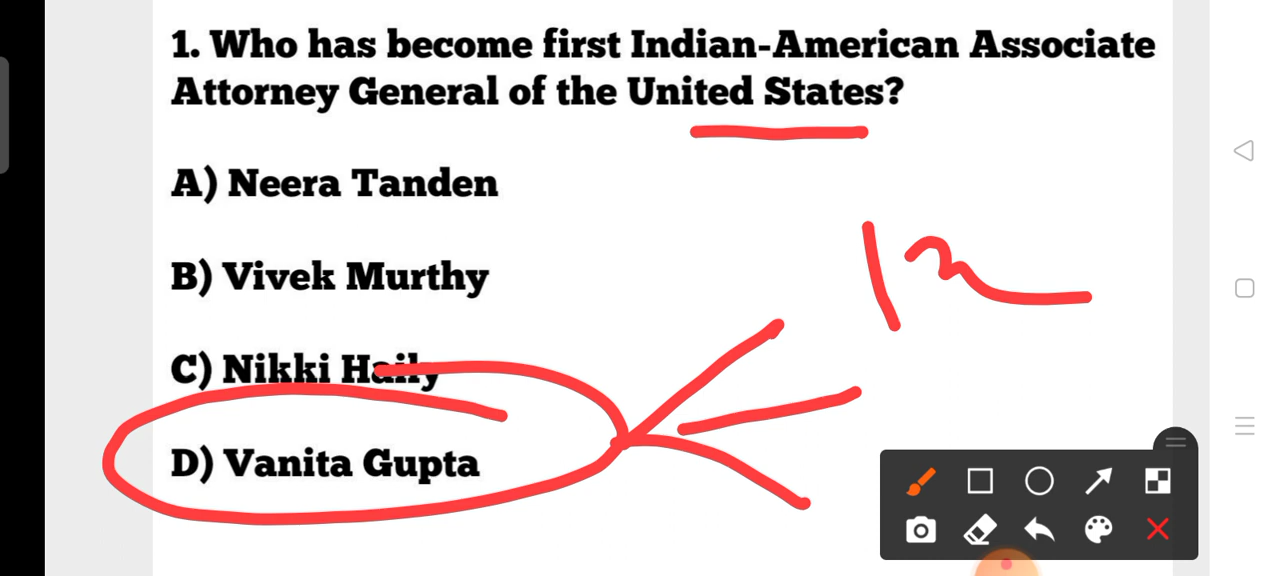 1. Who has become first Indian-American Associate
Attorney General of the United States?
A) Neera Tanden
B) Vivek Murthy
C) Nikki Haily
D) Vanita Gupta